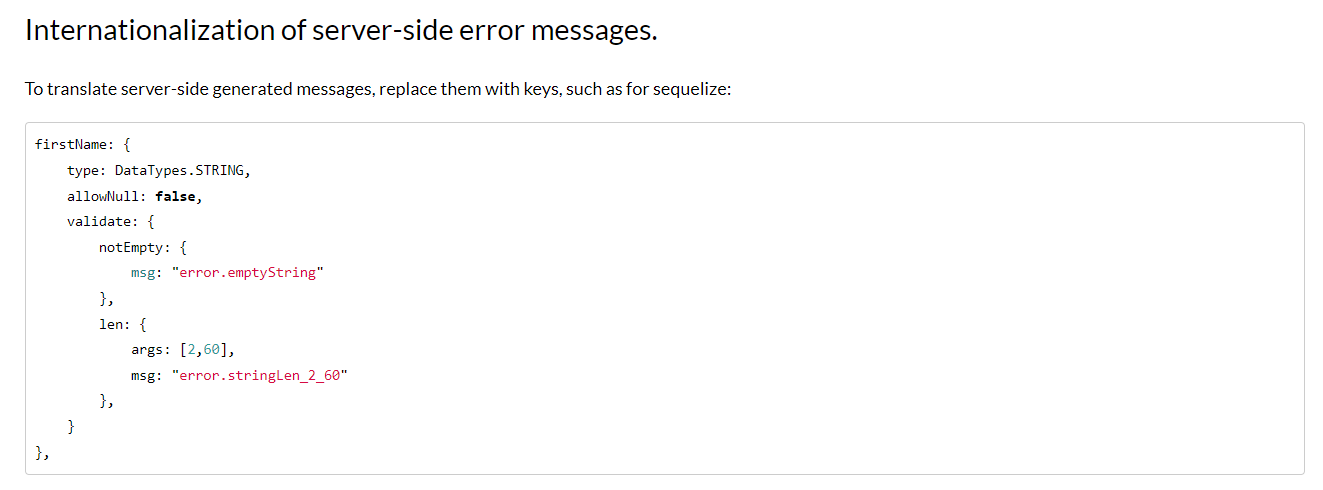 Internationalization of server-side error messages.
To translate server-side generated messages, replace them with keys, such as for sequelize:
firstName: {
    type: DataTypes.STRING,
    allowNull: false,
    validate: {
        notEmpty: {
            msg: "error.emptyString"
        },
        len: {
            args: [2,60],
            msg: "error.stringLen_2_60"
        },
    }
},